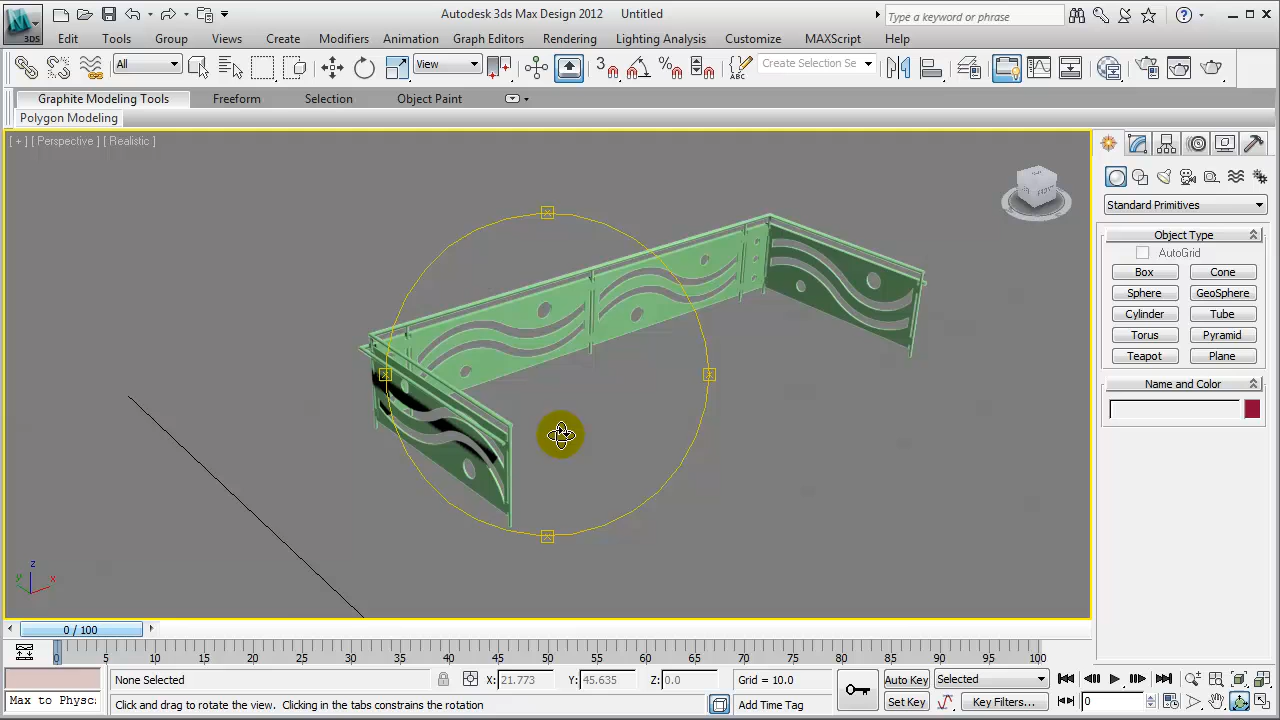 Autodesk 3ds Max Design 2012 Untitled
Type a keyword or phrase
3DS
Edit Tools Group Views Create Modifiers Animation Graph Editors Rendering Lighting Analysis Customize MAXScript Help
All View 3 Create Selection Se
Graphite Modeling Tools Freeform Selection Object Paint
Polygon Modeling
[ + ] [ Perspective ] [ Realistic ]
Standard Primitives
Object Type
AutoGrid
Box Cone
Sphere GeoSphere
Cylinder Tube
Torus Pyramid
Teapot Plane
Name and Color
z
y x
0 / 100
0 5 10 15 20 25 30 35 40 45 50 55 60 65 70 75 80 85 90 95 100
None Selected X: 21.773 Y: 45.635 Z: 0.0 Grid = 10.0 Auto Key Selected
Max to Physc Click and drag to rotate the view. Clicking in the tabs constrains the rotation Add Time Tag Set Key Key Filters... 0